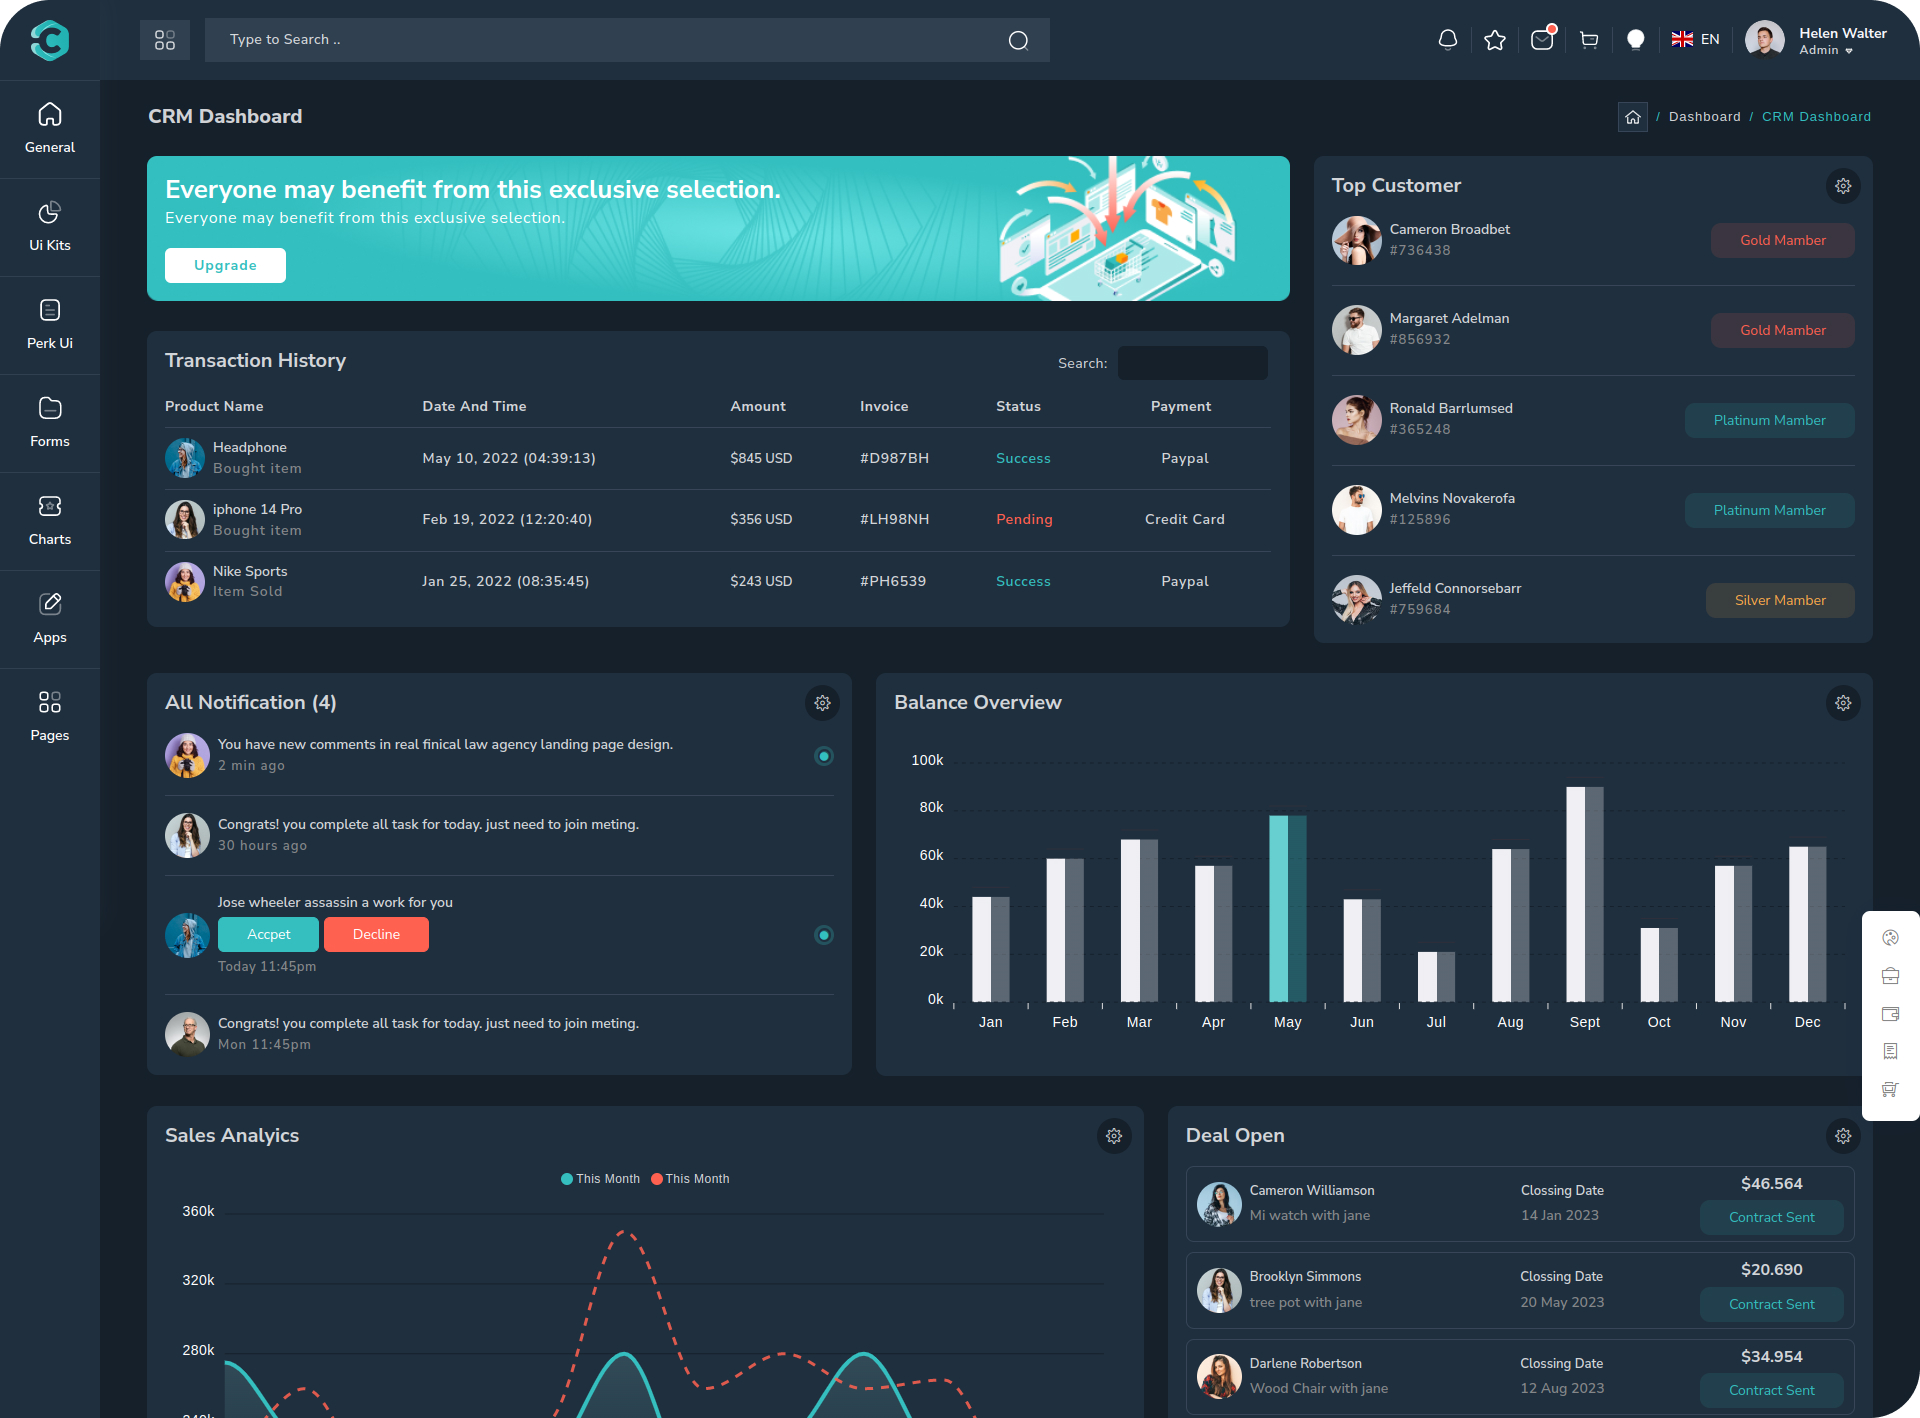 Type to Search ..
EN
Helen Walter
Admin
General
Ui Kits
Perk Ui
Forms
Charts
Apps
Pages
CRM Dashboard
/ Dashboard / CRM Dashboard
Everyone may benefit from this exclusive selection.
Everyone may benefit from this exclusive selection.
Upgrade
Top Customer
Cameron Broadbet
#736438
Gold Mamber
Margaret Adelman
#856932
Gold Mamber
Ronald Barrlumsed
#365248
Platinum Mamber
Melvins Novakerofa
#125896
Platinum Mamber
Jeffeld Connorsebarr
#759684
Silver Mamber
Transaction History
Search:
Product Name Date And Time Amount Invoice Status Payment
Headphone
Bought item
May 10, 2022 (04:39:13) $845 USD #D987BH Success Paypal
iphone 14 Pro
Bought item
Feb 19, 2022 (12:20:40) $356 USD #LH98NH Pending Credit Card
Nike Sports
Item Sold
Jan 25, 2022 (08:35:45) $243 USD #PH6539 Success Paypal
All Notification (4)
You have new comments in real finical law agency landing page design.
2 min ago
Congrats! you complete all task for today. just need to join meting.
30 hours ago
Jose wheeler assassin a work for you
Accpet Decline
Today 11:45pm
Congrats! you complete all task for today. just need to join meting.
Mon 11:45pm
Balance Overview
100k
80k
60k
40k
20k
0k
Jan Feb Mar Apr May Jun Jul Aug Sept Oct Nov Dec
Sales Analyics
This Month This Month
360k
320k
280k
Deal Open
Cameron Williamson
Mi watch with jane
Clossing Date
14 Jan 2023
$46.564
Contract Sent
Brooklyn Simmons
tree pot with jane
Clossing Date
20 May 2023
$20.690
Contract Sent
Darlene Robertson
Wood Chair with jane
Clossing Date
12 Aug 2023
$34.954
Contract Sent